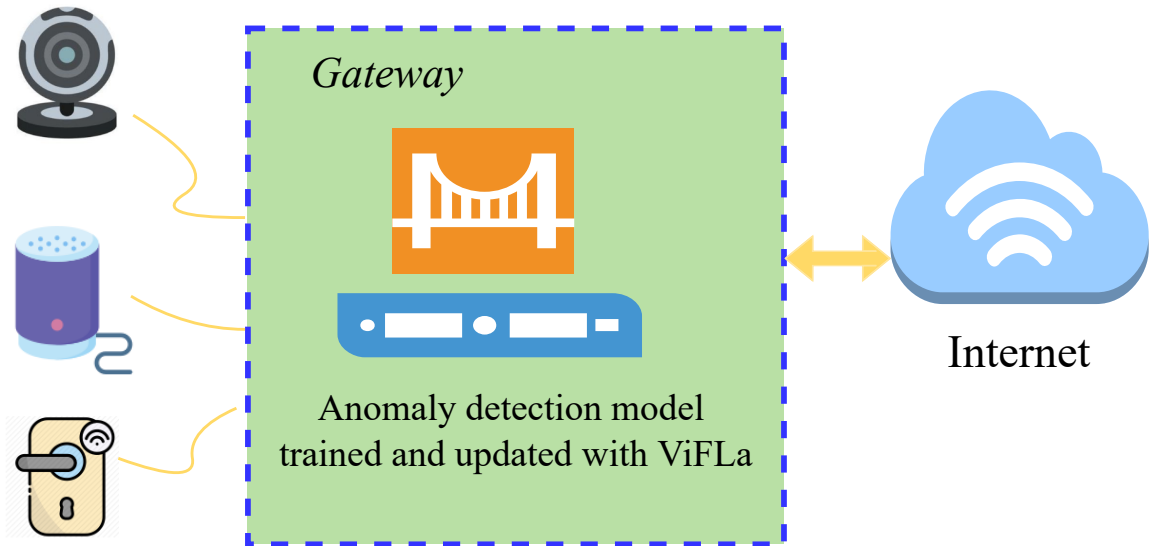 Gateway
Anomaly detection model
trained and updated with ViFLa
Internet